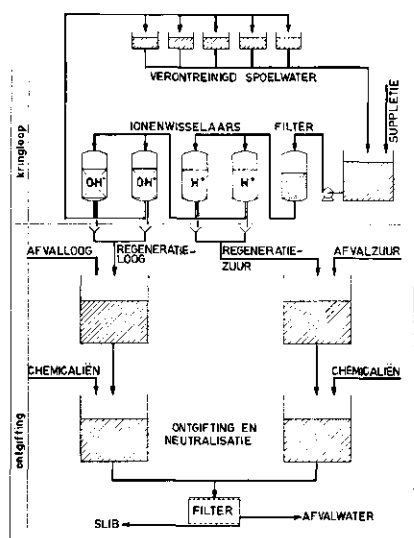 VERONTREINIGD SPOELWATER
SUPPLETIE
kringloop
IONENWISSELAARS
FILTER
OH⁻
OH⁻
H⁺
H⁺
AFVALLOOG
REGENERATIE-
LOOG
REGENERATIE-
ZUUR
AFVALZUUR
CHEMICALIËN
CHEMICALIËN
ontgifting
ONTGIFTING EN
NEUTRALISATIE
FILTER
SLIB
AFVALWATER